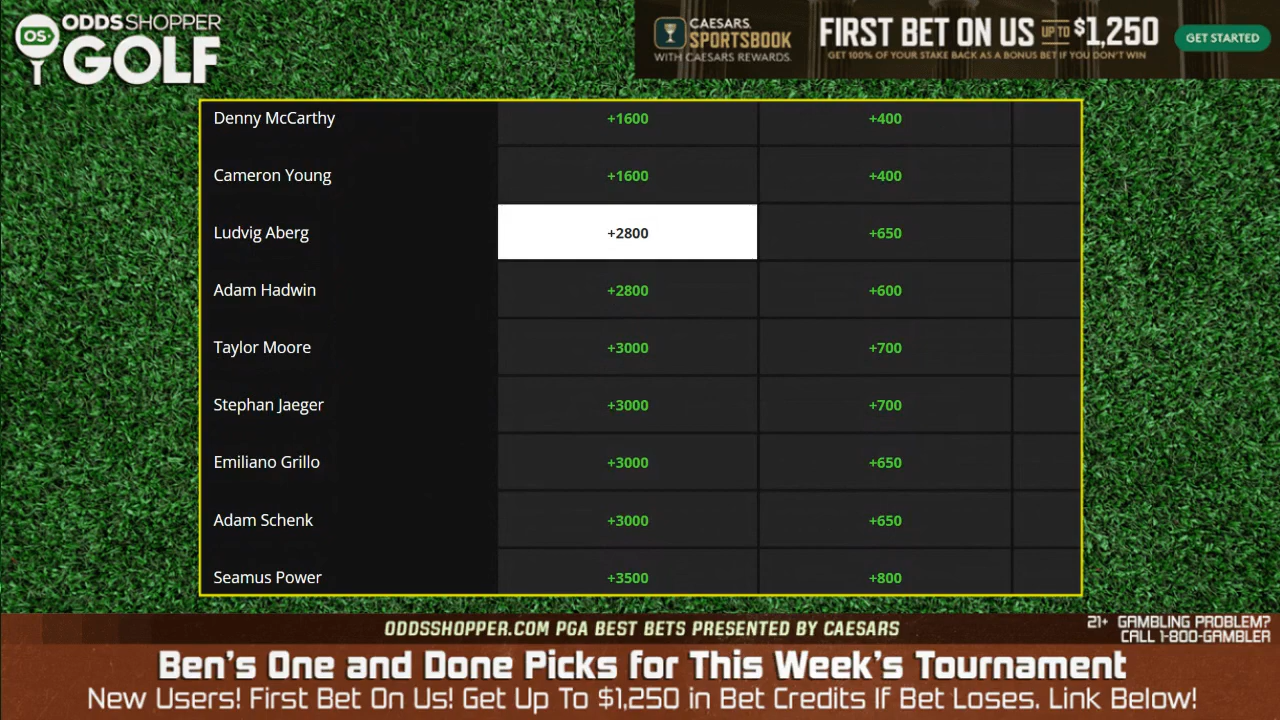 ODDSSHOPPER
OS
GOLF
CAESARS
SPORTSBOOK
WITH CAESARS REWARDS.
FIRST BET ON US UP TO $1,250
GET 100% OF YOUR STAKE BACK AS A BONUS BET IF YOU DON'T WIN
GET STARTED
Denny McCarthy +1600 +400
Cameron Young +1600 +400
Ludvig Aberg +2800 +650
Adam Hadwin +2800 +600
Taylor Moore +3000 +700
Stephan Jaeger +3000 +700
Emiliano Grillo +3000 +650
Adam Schenk +3000 +650
Seamus Power +3500 +800
ODDSSHOPPER.COM PGA BEST BETS PRESENTED BY CAESARS
21+ GAMBLING PROBLEM?
CALL 1-800-GAMBLER
Ben's One and Done Picks for This Week's Tournament
New Users! First Bet On Us! Get Up To $1,250 in Bet Credits If Bet Loses. Link Below!